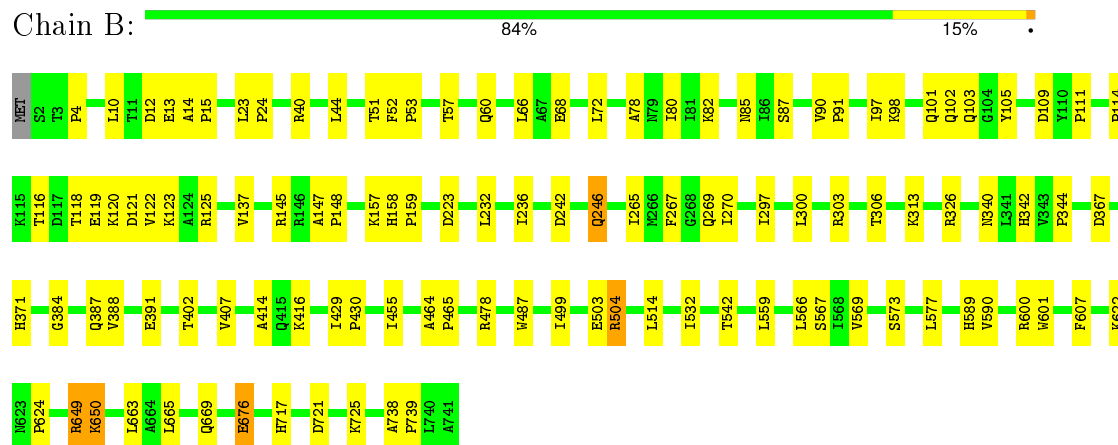 Chain B:
84% 15% •
MET S2 T3 P4 L10 T11 D12 E13 A14 P15 L23 P24 R40 L44 T51 F52 P53 T57 Q60 L66 A67 E68 L72 A78 N79 I80 I81 K82 N85 I86 S87 V90 P91 I97 K98 Q101 Q102 Q103 G104 Y105 D109 Y110 P111
K115 T116 D117 T118 E119 K120 D121 V122 K123 A124 R125 V137 R145 R146 A147 P148 K157 H158 P159 D223 L232 I236 D242 Q246 I265 M266 F267 G268 Q269 I270 I297 L300 R303 T306 K313 R326 N340 L341 H342 V343 P344 D367
H371 G384 Q387 V388 E391 T402 V407 A414 Q415 K416 I429 P430 I455 A464 P465 R478 W487 I499 E503 R504 L514 I532 T542 L559 L566 S567 I568 V569 S573 L577 H589 V590 R600 W601 F607
N623 P624 R649 K650 L663 A664 L665 Q669 E676 H717 D721 K725 A738 P739 L740 A741